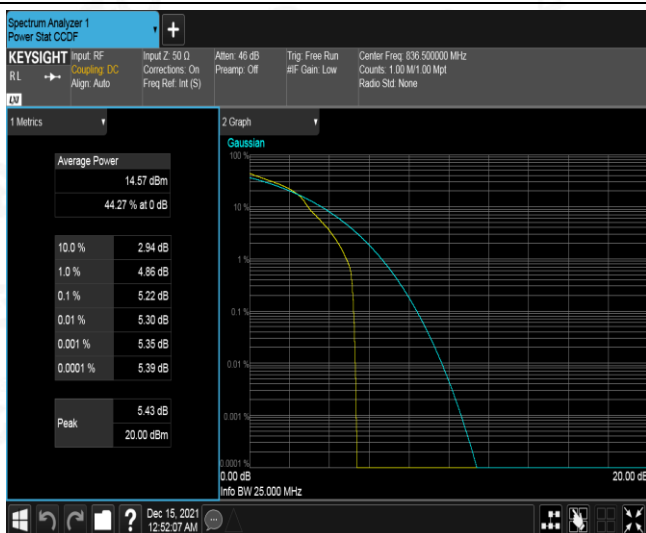 Spectrum Analyzer 1
Power Stat CCDF
+
KEYSIGHT
RL
LXI
Input: RF
Coupling: DC
Align: Auto
Input Z: 50 Ω
Corrections: On
Freq Ref: Int (S)
Atten: 46 dB
Preamp: Off
Trig: Free Run
#IF Gain: Low
Center Freq: 836.500000 MHz
Counts: 1.00 M/1.00 Mpt
Radio Std: None
1 Metrics
Average Power
14.57 dBm
44.27 % at 0 dB
10.0 % 2.94 dB
1.0 % 4.86 dB
0.1 % 5.22 dB
0.01 % 5.30 dB
0.001 % 5.35 dB
0.0001 % 5.39 dB
Peak
5.43 dB
20.00 dBm
2 Graph
Gaussian
100 %
10 %
1 %
0.1 %
0.01 %
0.001 %
0.0001 %
0.00 dB
20.00 dB
Info BW 25.000 MHz
?
Dec 15, 2021
12:52:07 AM